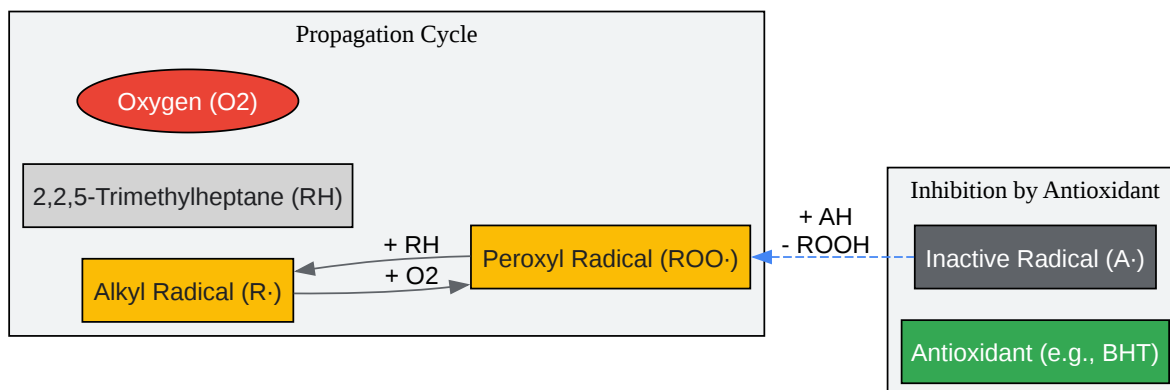 Propagation Cycle
Oxygen (O2)
2,2,5-Trimethylheptane (RH)
Alkyl Radical (R·)
+ RH
+ O2
Peroxyl Radical (ROO·)
+ AH
- ROOH
Inhibition by Antioxidant
Inactive Radical (A·)
Antioxidant (e.g., BHT)